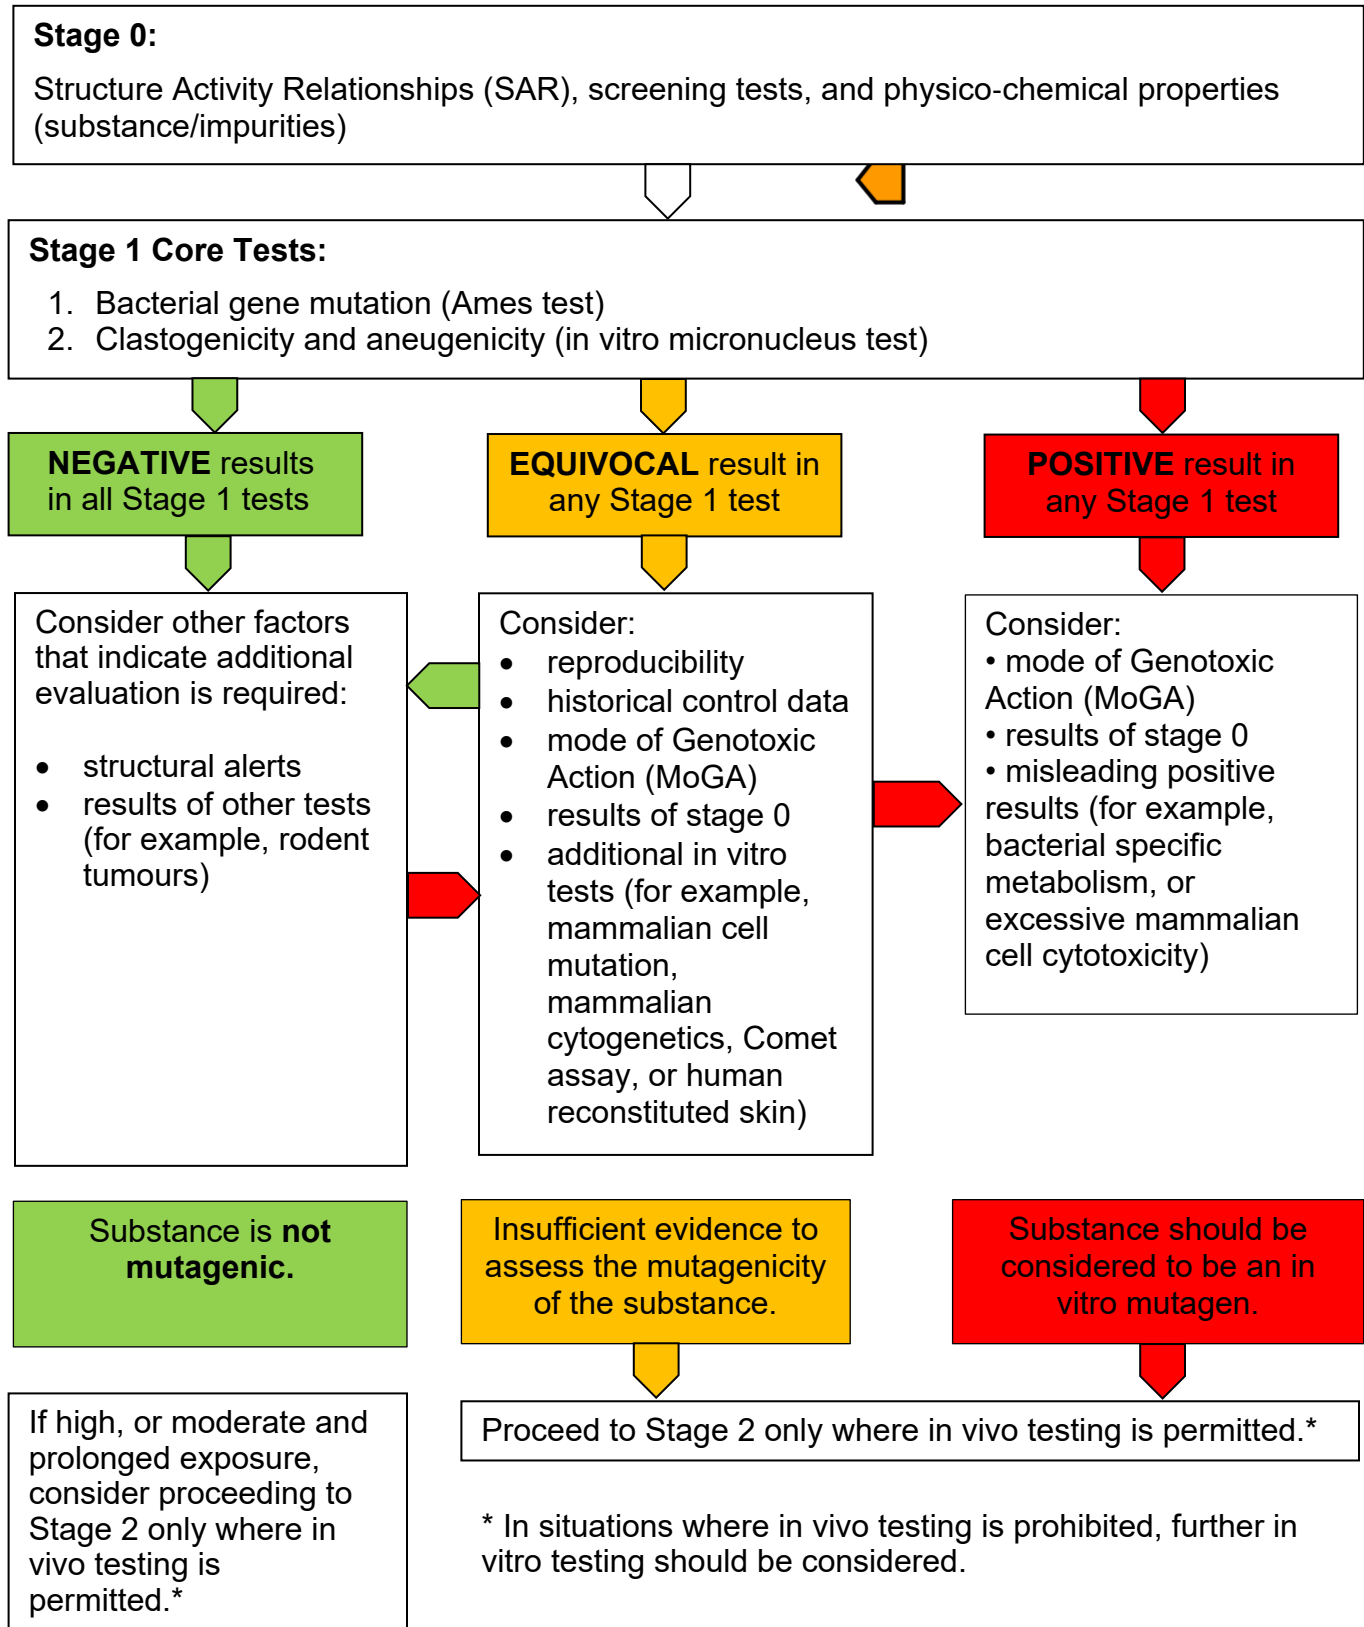 Stage 0:
Structure Activity Relationships (SAR), screening tests, and physico-chemical properties
(substance/impurities)
Stage 1 Core Tests:
1. Bacterial gene mutation (Ames test)
2. Clastogenicity and aneugenicity (in vitro micronucleus test)
NEGATIVE results
in all Stage 1 tests
EQUIVOCAL result in
any Stage 1 test
POSITIVE result in
any Stage 1 test
Consider other factors
that indicate additional
evaluation is required:
• structural alerts
• results of other tests
(for example, rodent
tumours)
Consider:
• reproducibility
• historical control data
• mode of Genotoxic
Action (MoGA)
• results of stage 0
• additional in vitro
tests (for example,
mammalian cell
mutation,
mammalian
cytogenetics, Comet
assay, or human
reconstituted skin)
Consider:
• mode of Genotoxic
Action (MoGA)
• results of stage 0
• misleading positive
results (for example,
bacterial specific
metabolism, or
excessive mammalian
cell cytotoxicity)
Substance is not
mutagenic.
Insufficient evidence to
assess the mutagenicity
of the substance.
Substance should be
considered to be an in
vitro mutagen.
If high, or moderate and
prolonged exposure,
consider proceeding to
Stage 2 only where in
vivo testing is
permitted.*
Proceed to Stage 2 only where in vivo testing is permitted.*
* In situations where in vivo testing is prohibited, further in
vitro testing should be considered.